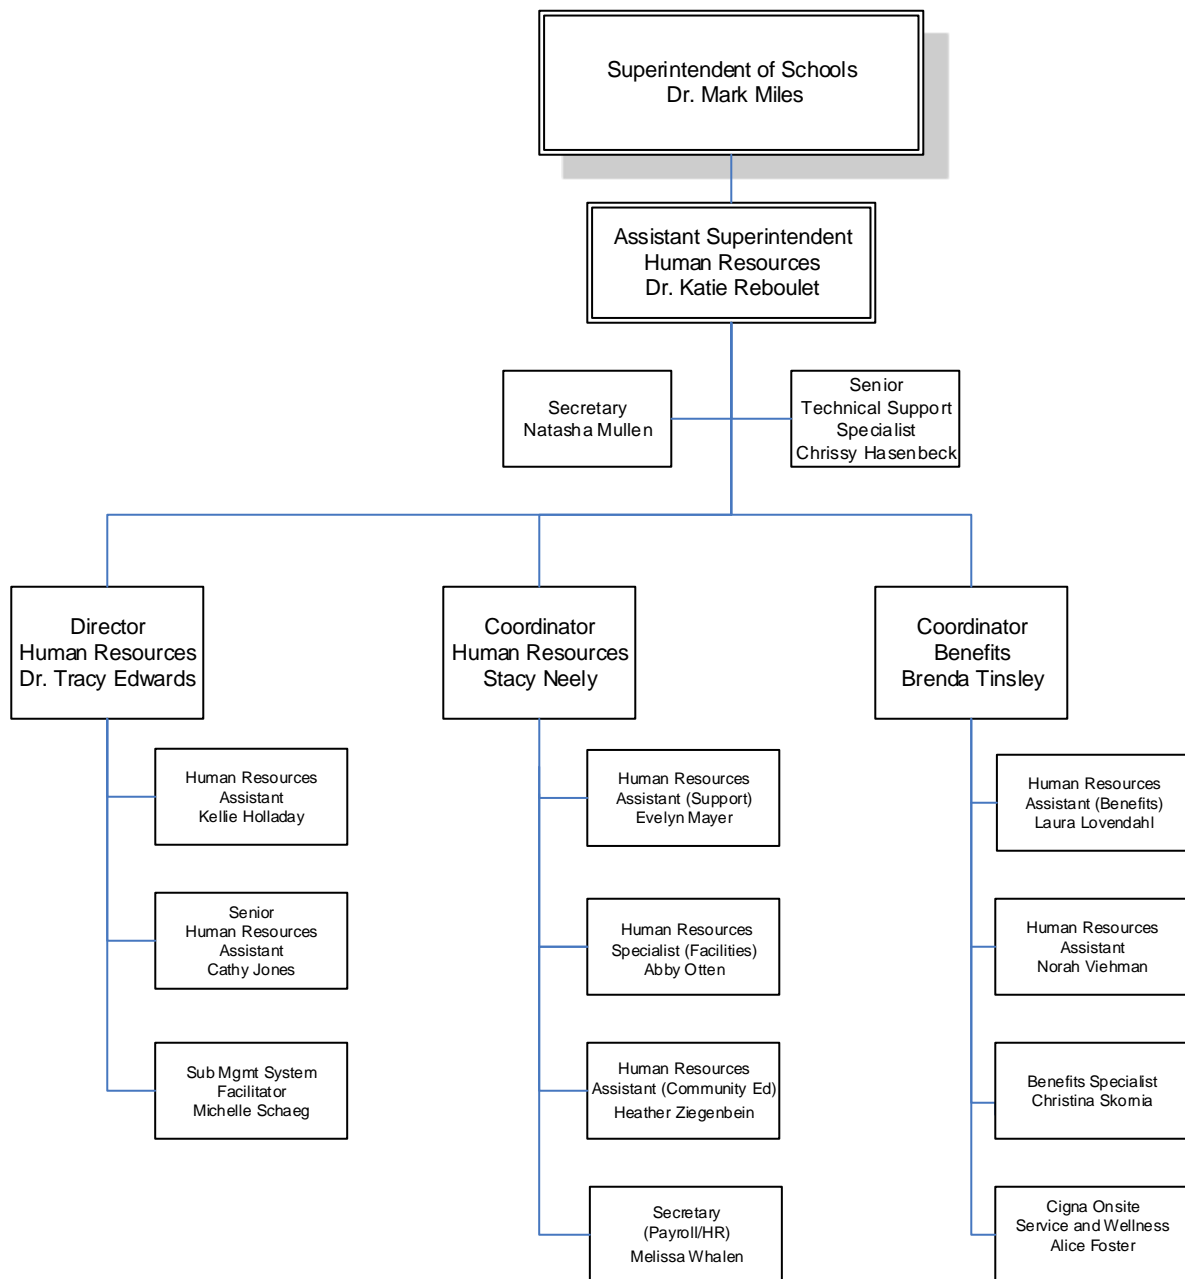 Superintendent of Schools
Dr. Mark Miles
Assistant Superintendent
Human Resources
Dr. Katie Reboulet
Secretary
Natasha Mullen
Senior
Technical Support
Specialist
Chrissy Hasenbeck
Director
Human Resources
Dr. Tracy Edwards
Human Resources
Assistant
Kellie Holladay
Senior
Human Resources
Assistant
Cathy Jones
Sub Mgmt System
Facilitator
Michelle Schaeg
Coordinator
Human Resources
Stacy Neely
Human Resources
Assistant (Support)
Evelyn Mayer
Human Resources
Specialist (Facilities)
Abby Otten
Human Resources
Assistant (Community Ed)
Heather Ziegenbein
Secretary
(Payroll/HR)
Melissa Whalen
Coordinator
Benefits
Brenda Tinsley
Human Resources
Assistant (Benefits)
Laura Lovendahl
Human Resources
Assistant
Norah Viehman
Benefits Specialist
Christina Skornia
Cigna Onsite
Service and Wellness
Alice Foster